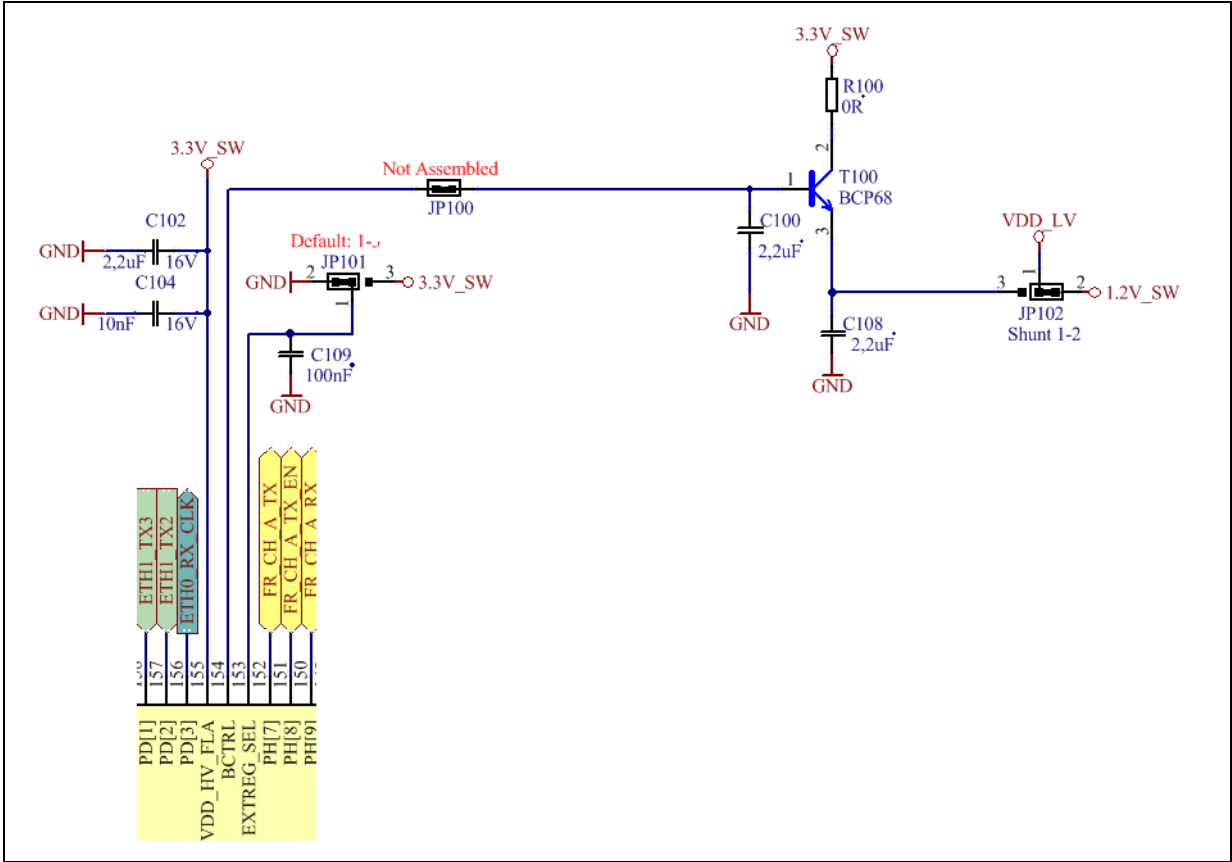 3.3V_SW
R100
0R
2
3.3V_SW
Not Assembled
JP100
1
T100
BCP68
C102
C100
3
VDD_LV
GND
2,2uF
16V
2,2uF
Default: 1-
JP101
C104
GND
2
3
3.3V_SW
1
3
2
1.2V_SW
GND
10nF
16V
1
GND
JP102
C108
Shunt 1-2
C109
2,2uF
100nF
GND
GND
ETH1_TX3
ETH1_TX2
ETH0_RX_CLK
FR_CH_A_TX
FR_CH_A_TX_EN
FR_CH_A_RX
157
156
155
154
153
152
151
150
PD[1]
PD[2]
PD[3]
VDD_HV_FLA
BCTRL
EXTREG_SEL
PH[7]
PH[8]
PH[9]